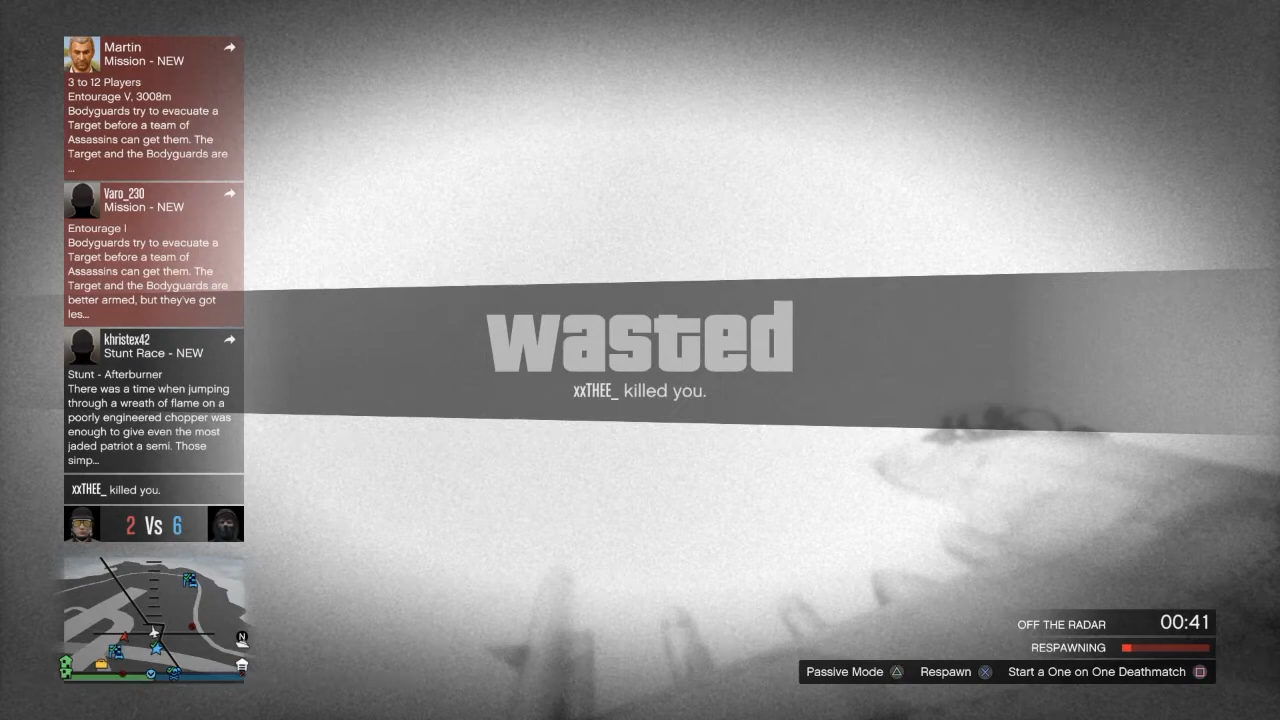 Martin
Mission - NEW
3 to 12 Players
Entourage V, 3008m
Bodyguards try to evacuate a
Target before a team of
Assassins can get them. The
Target and the Bodyguards are
...
Varo_230
Mission - NEW
Entourage I
Bodyguards try to evacuate a
Target before a team of
Assassins can get them. The
Target and the Bodyguards are
better armed, but they've got
les...
khristex42
Stunt Race - NEW
Stunt - Afterburner
There was a time when jumping
through a wreath of flame on a
poorly engineered chopper was
enough to give even the most
jaded patriot a semi. Those
simp...
xxTHEE_ killed you.
2 Vs 6
N
wasted
xxTHEE_ killed you.
OFF THE RADAR 00:41
RESPAWNING
Passive Mode Respawn Start a One on One Deathmatch